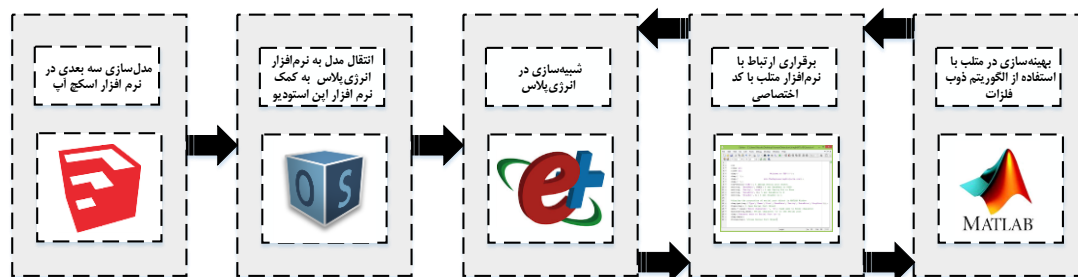 مدل‌سازی سه بعدی در
نرم افزار اسکچ آپ
انتقال مدل به نرم‌افزار
انرژی‌پلاس به کمک
نرم افزار اپن استودیو
OS
شبیه‌سازی در
انرژی‌پلاس
e+
برقراری ارتباط با
نرم‌افزار متلب با کد
اختصاصی
بهینه‌سازی در متلب با
استفاده از الگوریتم ذوب
فلزات
MATLAB